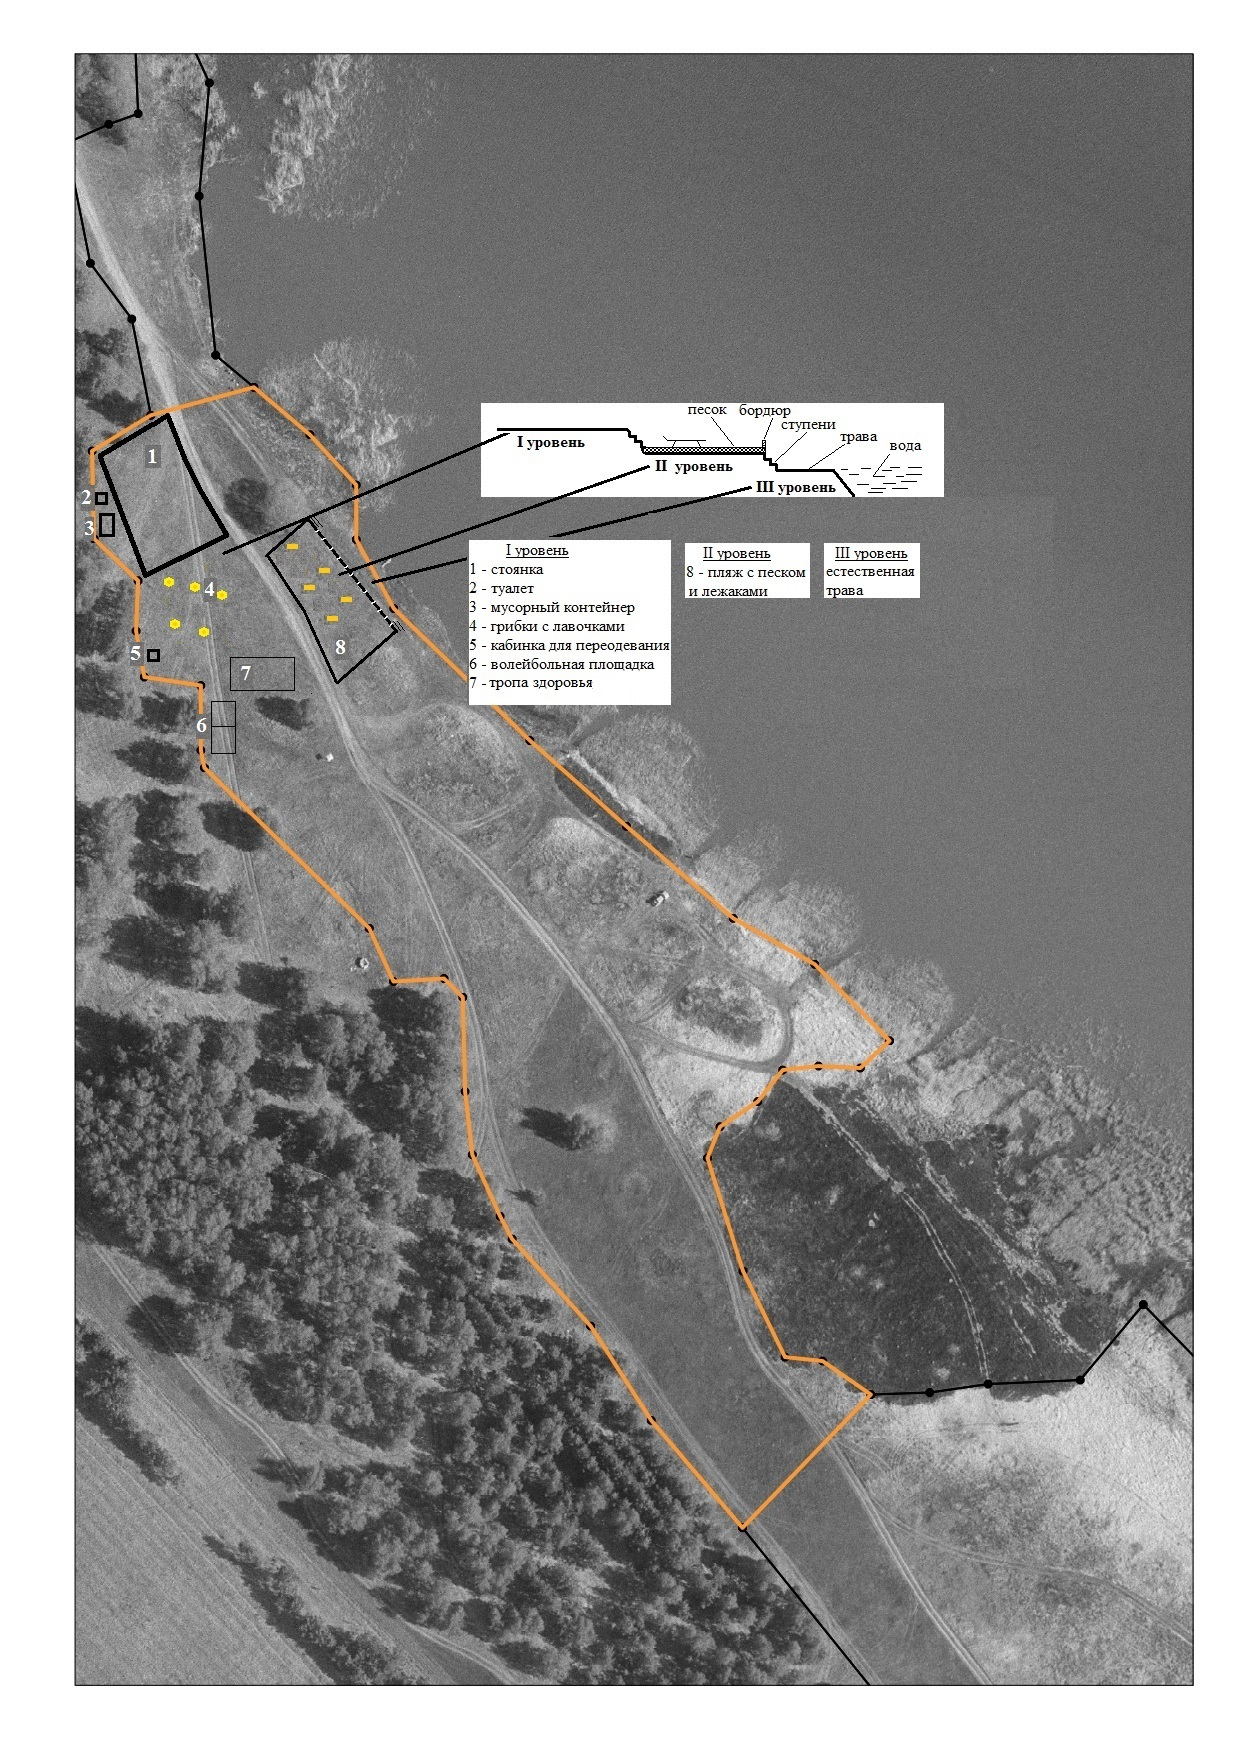 песок бордюр
ступени
трава
вода
I уровень
II уровень
III уровень
I уровень
1 - стоянка
2 - туалет
3 - мусорный контейнер
4 - грибки с лавочками
5 - кабинка для переодевания
6 - волейбольная площадка
7 - тропа здоровья
II уровень
8 - пляж с песком
и лежаками
III уровень
естественная
трава
1
2
3
4
5
8
7
6